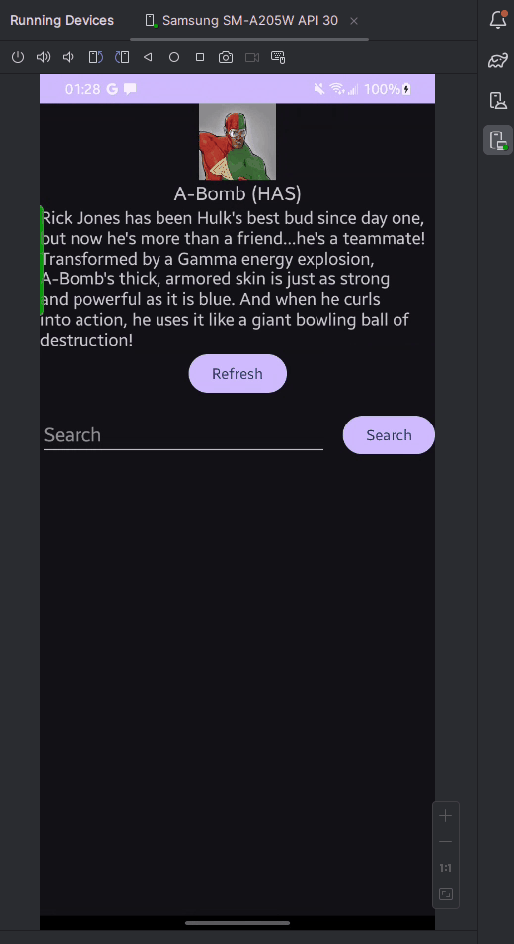 Running Devices
Samsung SM-A205W API 30
01:28
100%
A-Bomb (HAS)
Rick Jones has been Hulk's best bud since day one,
but now he's more than a friend...he's a teammate!
Transformed by a Gamma energy explosion,
A-Bomb's thick, armored skin is just as strong
and powerful as it is blue. And when he curls
into action, he uses it like a giant bowling ball of
destruction!
Refresh
Search
Search
1:1